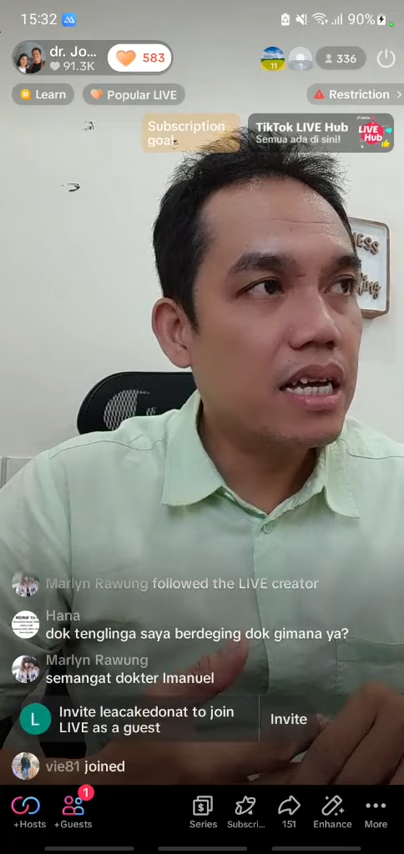 15:32
90%
dr. Jo...
91.3K
583
11
336
Learn
Popular LIVE
Restriction
Subscription
goal
TikTok LIVE Hub
Semua ada di sini!
LIVE
Hub
Marlyn Rawung followed the LIVE creator
Hana
dok tenglinga saya berdeging dok gimana ya?
Marlyn Rawung
semangat dokter Imanuel
L
Invite leacakedonat to join
LIVE as a guest
Invite
vie81 joined
1
+Hosts
+Guests
Series
Subscri...
151
Enhance
More